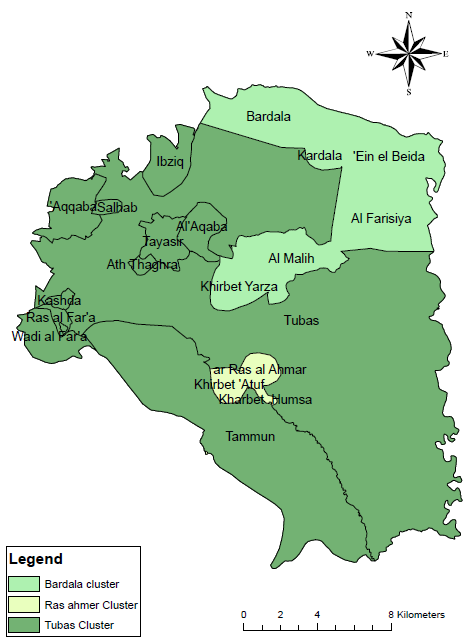 N
W E
S
Bardala
Kardala 'Ein el Beida
Ibziq
'Aqqaba Salhab
Al'Aqaba
Al Farisiya
Tayasir
Ath Thaghra
Al Malih
Khirbet Yarza
Kashda
Ras al Far'a
Tubas
Wadi al Far'a
ar Ras al Ahmar
Khirbet 'Atuf
Kharbet Humsa
Tammun
Legend
Bardala cluster
Ras ahmer Cluster
Tubas Cluster
0 2 4 8 Kilometers